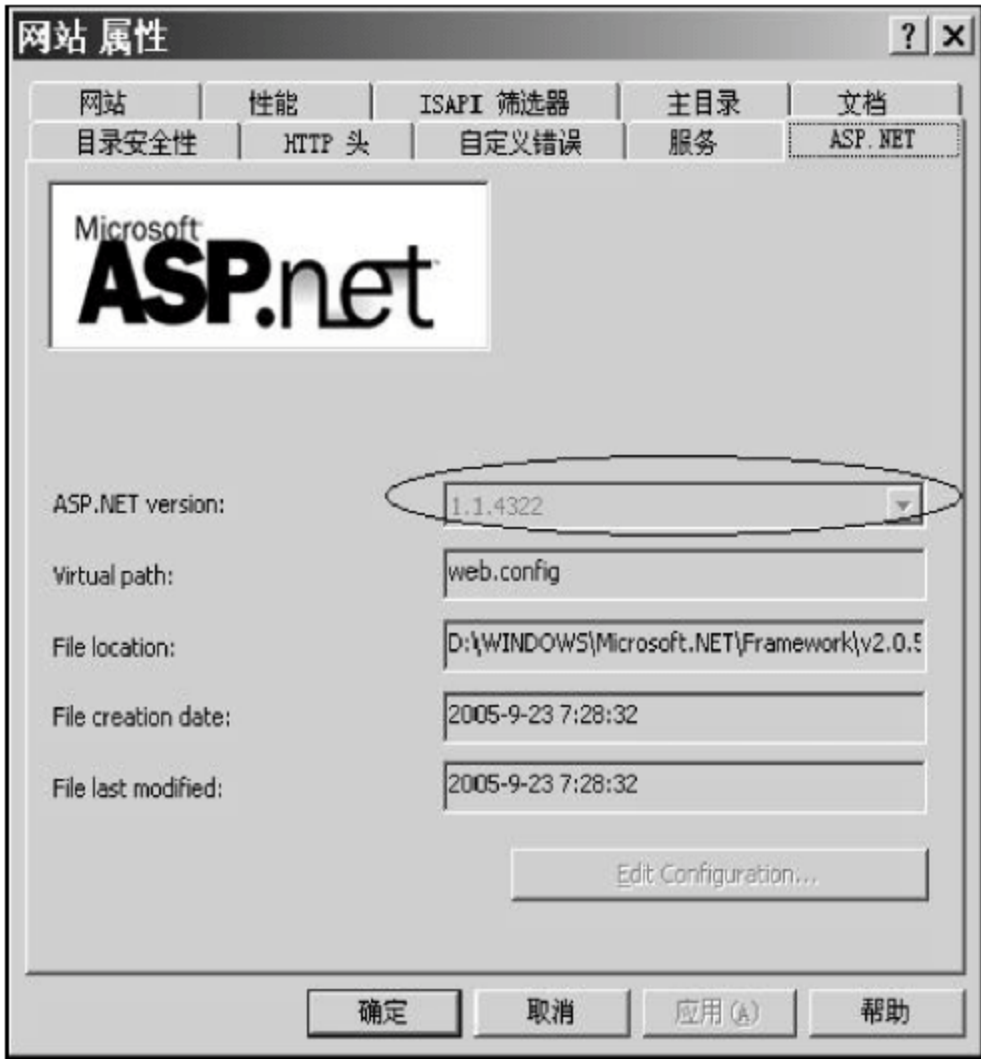 网站 属性
网站 性能 ISAPI 筛选器 主目录 文档
目录安全性 HTTP 头 自定义错误 服务 ASP.NET
Microsoft
ASP.net
ASP.NET version: 1.1.4322
Virtual path: web.config
File location: D:\WINDOWS\Microsoft.NET\Framework\v2.0.5
File creation date: 2005-9-23 7:28:32
File last modified: 2005-9-23 7:28:32
Edit Configuration...
确定 取消 应用(A) 帮助